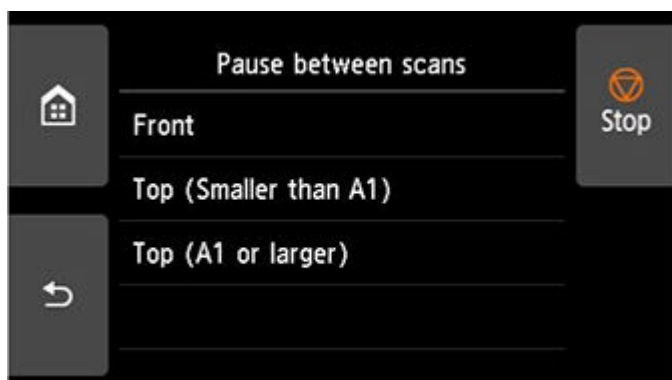 Pause between scans
Front
Top (Smaller than A1)
Top (A1 or larger)
Stop